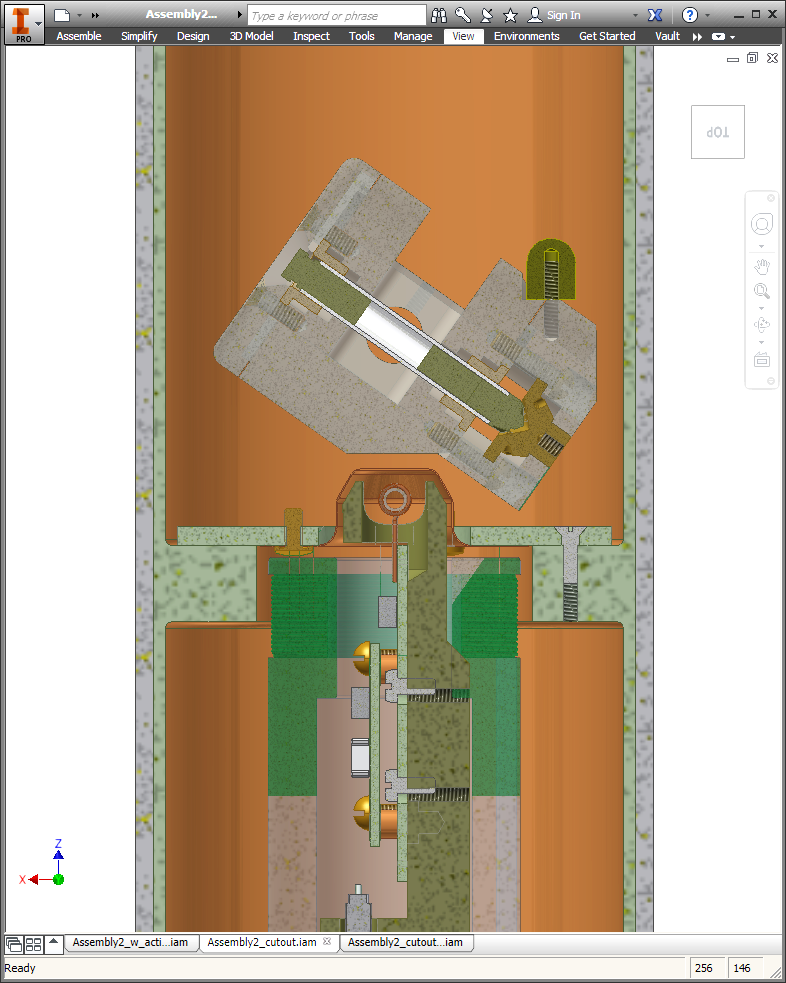 Assembly2... Type a keyword or phrase Sign In
PRO
Assemble Simplify Design 3D Model Inspect Tools Manage View Environments Get Started Vault
TOP
Z
X
Assembly2_w_acti...iam Assembly2_cutout.iam Assembly2_cutout...iam
Ready 256 146